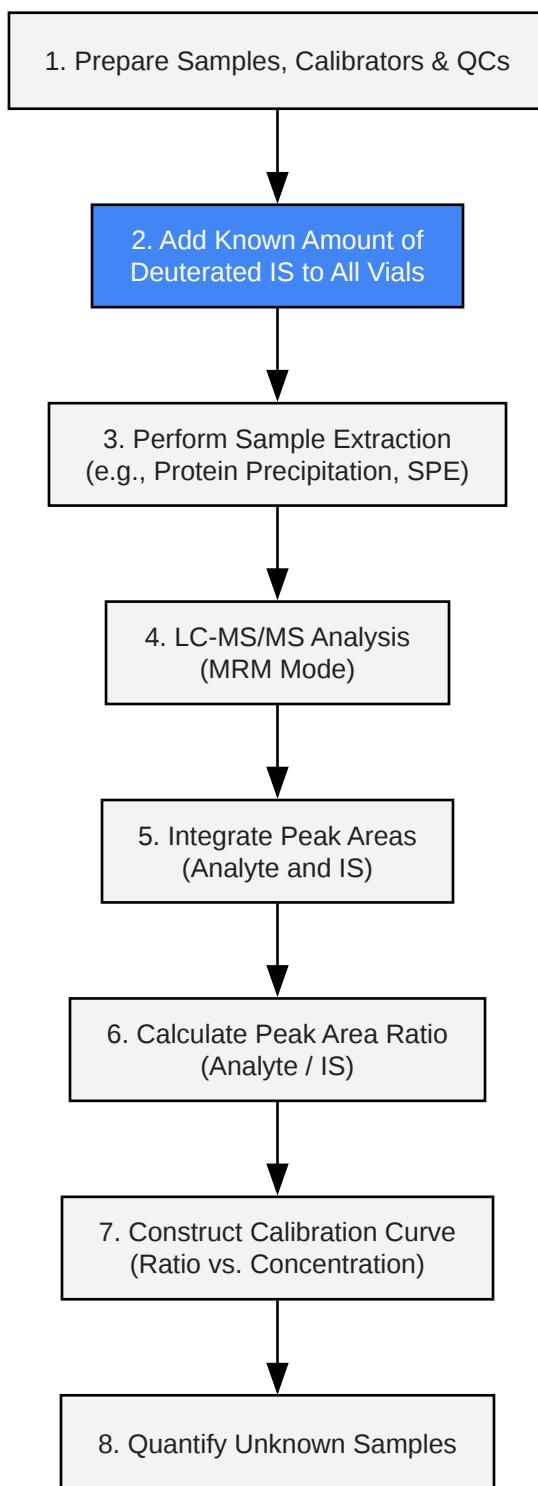 1. Prepare Samples, Calibrators & QCs
2. Add Known Amount of
Deuterated IS to All Vials
3. Perform Sample Extraction
(e.g., Protein Precipitation, SPE)
4. LC-MS/MS Analysis
(MRM Mode)
5. Integrate Peak Areas
(Analyte and IS)
6. Calculate Peak Area Ratio
(Analyte / IS)
7. Construct Calibration Curve
(Ratio vs. Concentration)
8. Quantify Unknown Samples